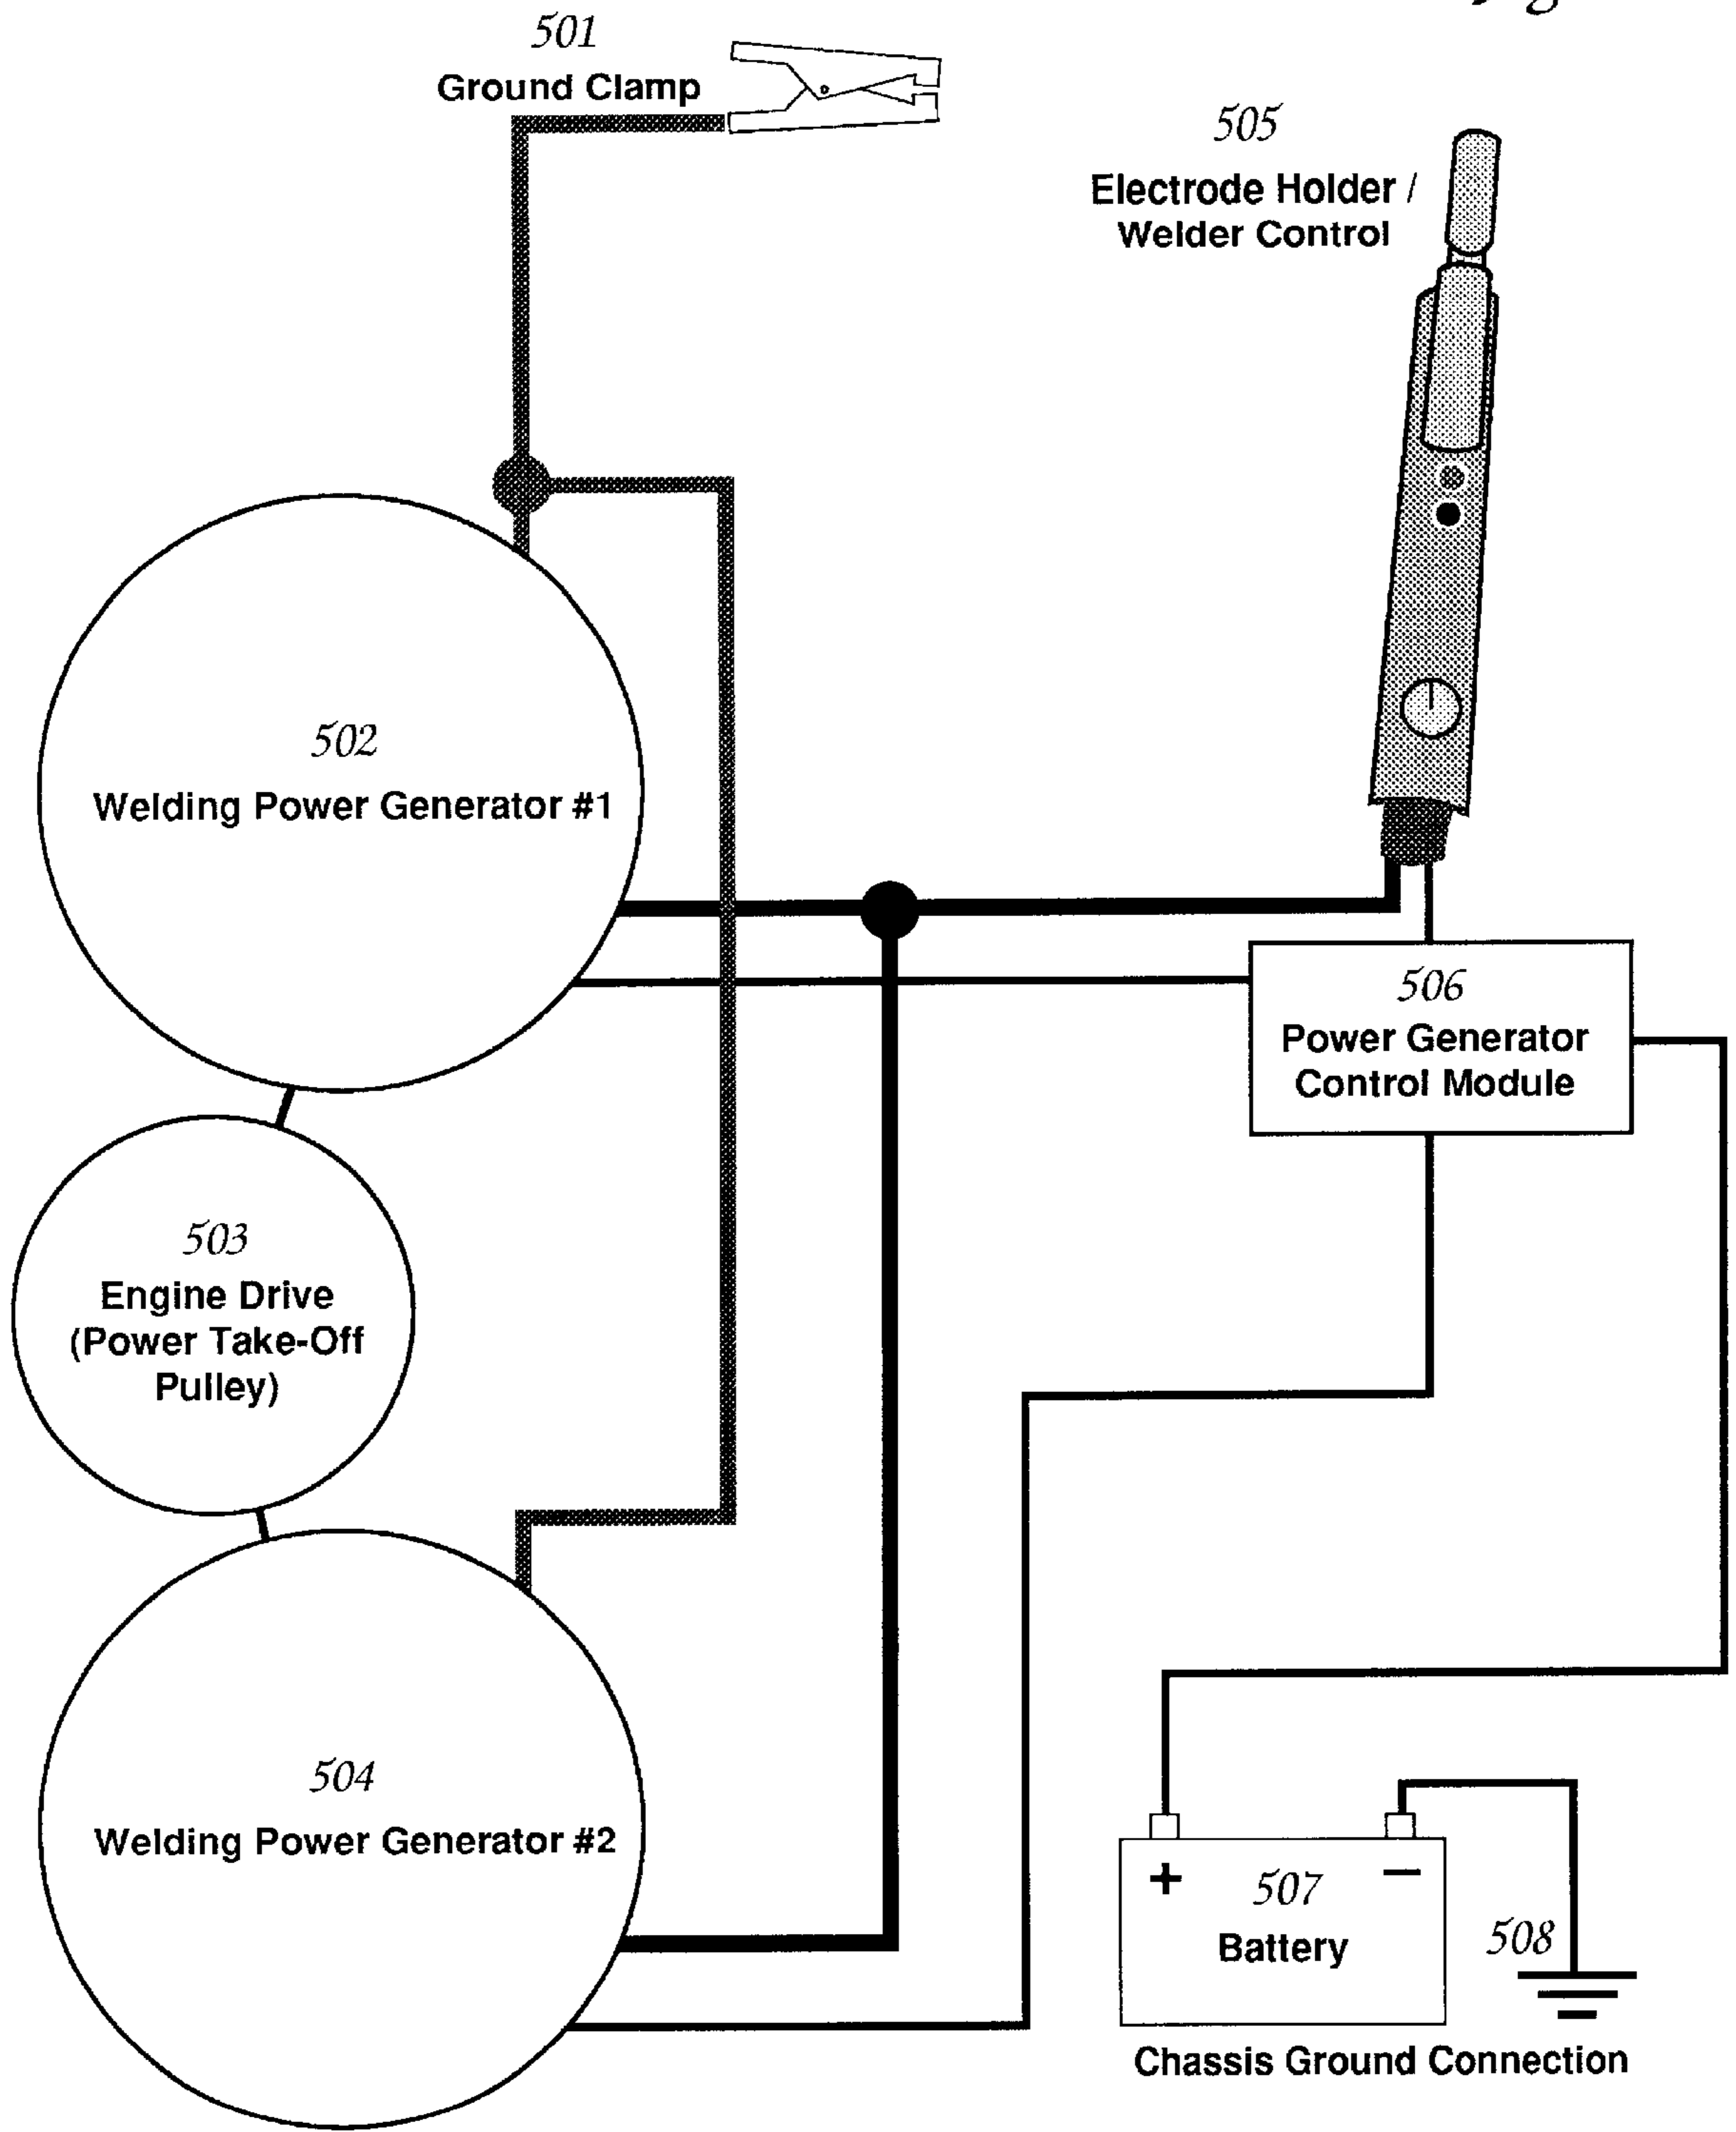 501
Ground Clamp
505
Electrode Holder /
Welder Control
502
Welding Power Generator #1
506
Power Generator
Control Module
503
Engine Drive
(Power Take-Off
Pulley)
504
Welding Power Generator #2
+
−
507
Battery
508
Chassis Ground Connection